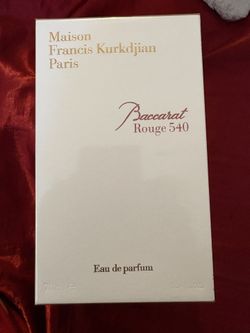 Maison
Francis Kurkdjian
Paris
Baccarat
Rouge 540
Eau de parfum